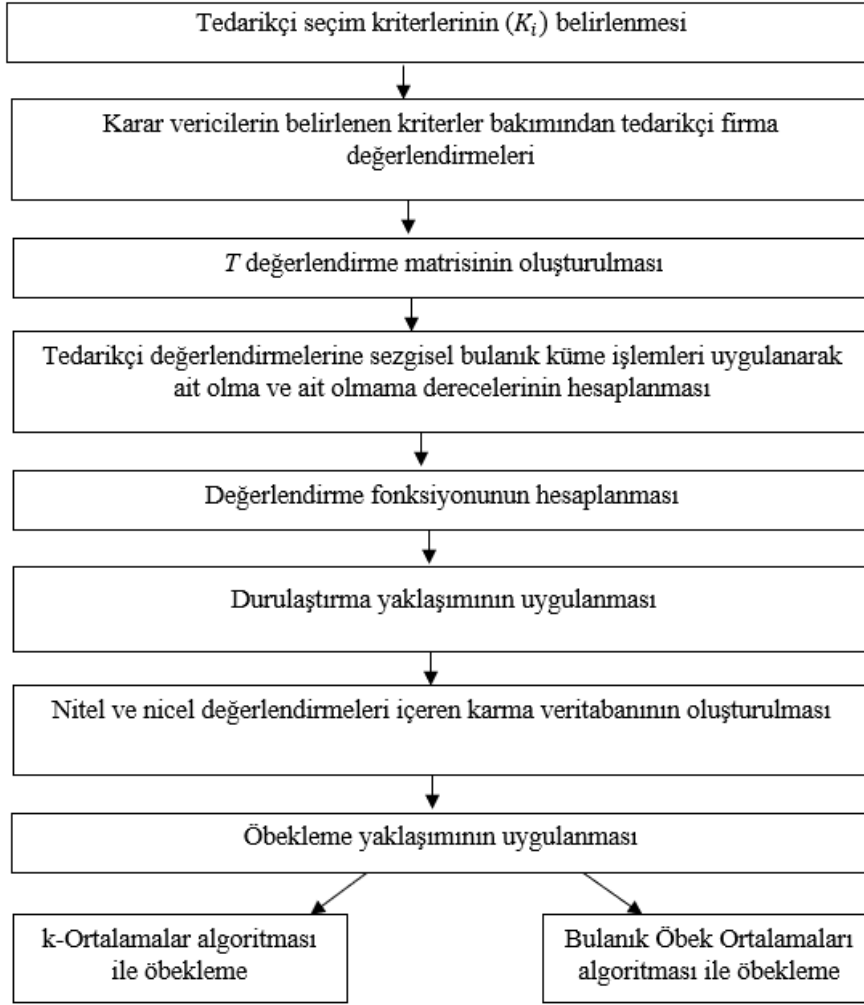 Tedarikçi seçim kriterlerinin (K_i) belirlenmesi
Karar vericilerin belirlenen kriterler bakımından tedarikçi firma
değerlendirmeleri
T değerlendirme matrisinin oluşturulması
Tedarikçi değerlendirmelerine sezgisel bulanık küme işlemleri uygulanarak
ait olma ve ait olmama derecelerinin hesaplanması
Değerlendirme fonksiyonunun hesaplanması
Durulaştırma yaklaşımının uygulanması
Nitel ve nicel değerlendirmeleri içeren karma veritabanının oluşturulması
Öbekleme yaklaşımının uygulanması
k-Ortalamalar algoritması
ile öbekleme
Bulanık Öbek Ortalamaları
algoritması ile öbekleme